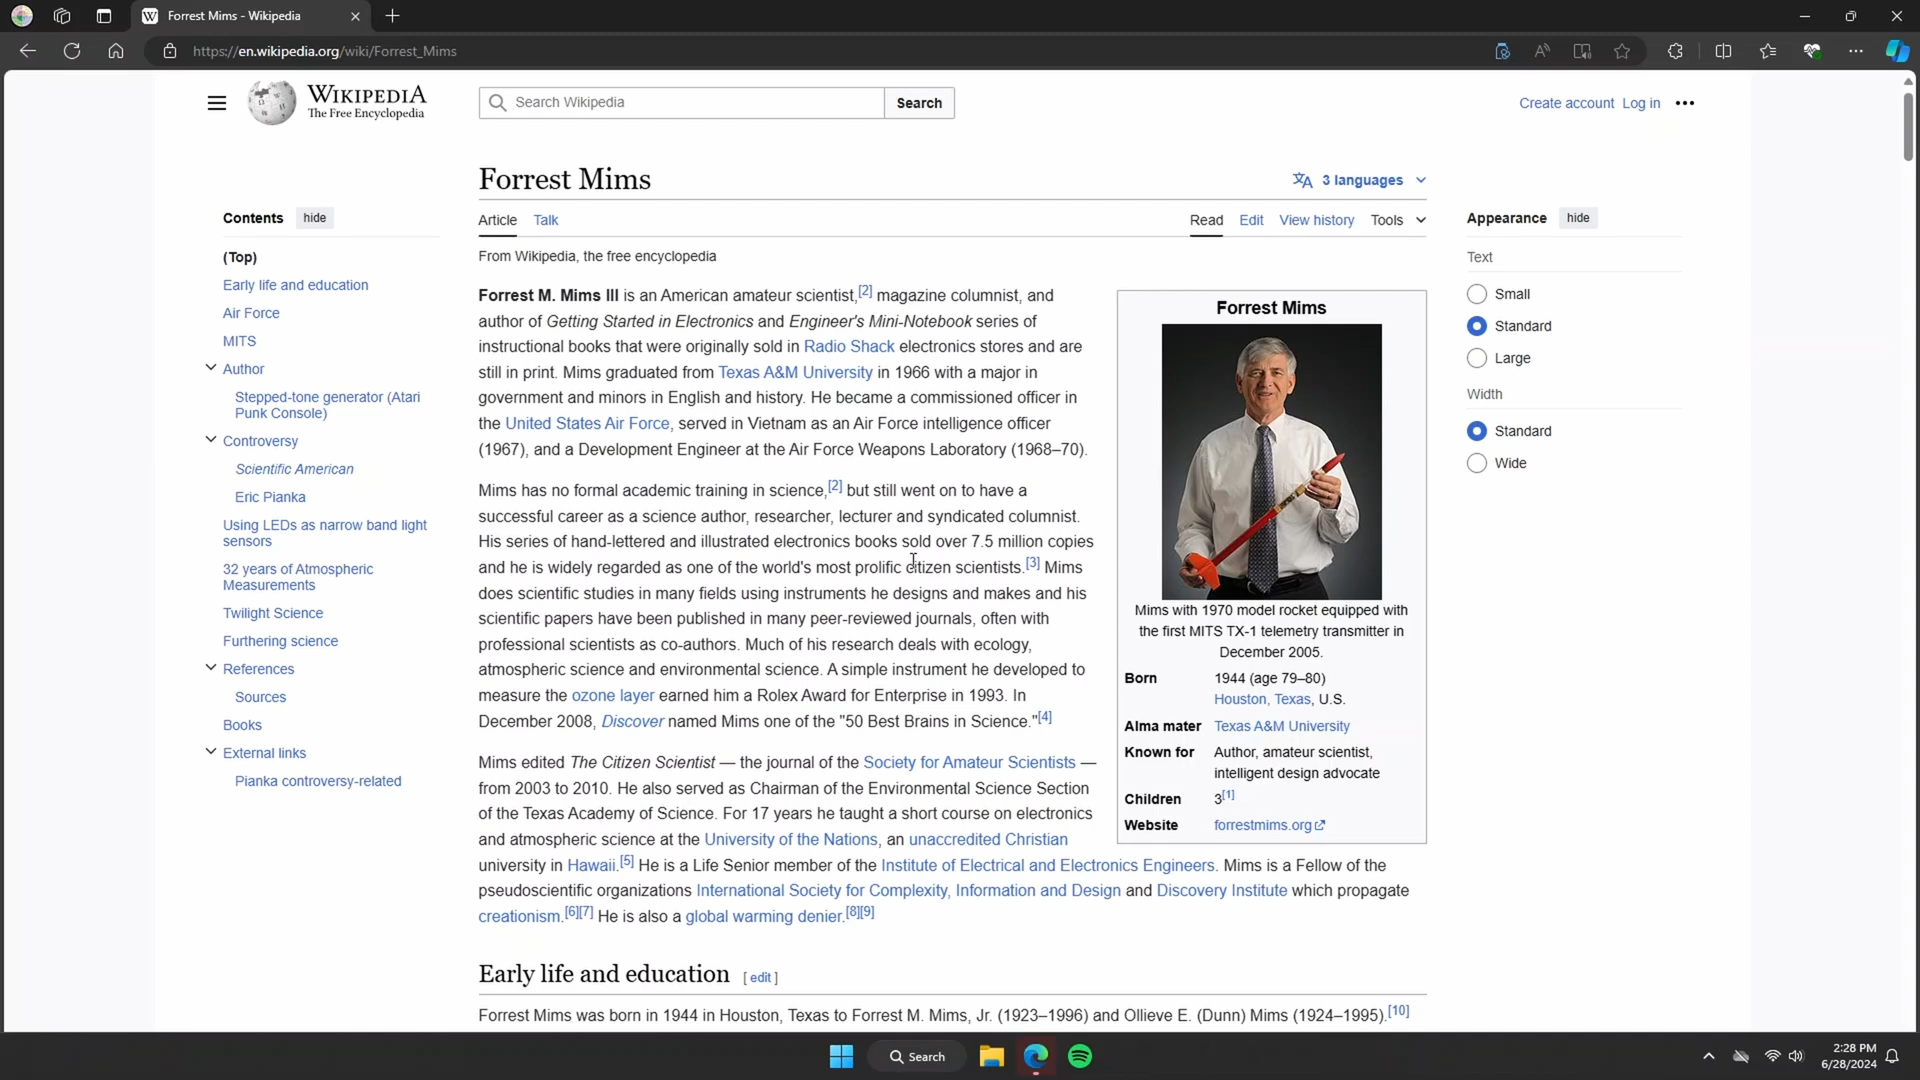 Forrest Mims - Wikipedia
https://en.wikipedia.org/wiki/Forrest_Mims
WIKIPEDIA
The Free Encyclopedia
Search Wikipedia
Search
Create account Log in
Forrest Mims
3 languages
Article Talk
Read Edit View history Tools
From Wikipedia, the free encyclopedia
Contents hide
(Top)
Early life and education
Air Force
MITS
Author
Stepped-tone generator (Atari
Punk Console)
Controversy
Scientific American
Eric Pianka
Using LEDs as narrow band light
sensors
32 years of Atmospheric
Measurements
Twilight Science
Furthering science
References
Sources
Books
External links
Pianka controversy-related
Forrest M. Mims III is an American amateur scientist,[2] magazine columnist, and
author of Getting Started in Electronics and Engineer's Mini-Notebook series of
instructional books that were originally sold in Radio Shack electronics stores and are
still in print. Mims graduated from Texas A&M University in 1966 with a major in
government and minors in English and history. He became a commissioned officer in
the United States Air Force, served in Vietnam as an Air Force intelligence officer
(1967), and a Development Engineer at the Air Force Weapons Laboratory (1968–70).
Mims has no formal academic training in science,[2] but still went on to have a
successful career as a science author, researcher, lecturer and syndicated columnist.
His series of hand-lettered and illustrated electronics books sold over 7.5 million copies
and he is widely regarded as one of the world's most prolific citizen scientists.[3] Mims
does scientific studies in many fields using instruments he designs and makes and his
scientific papers have been published in many peer-reviewed journals, often with
professional scientists as co-authors. Much of his research deals with ecology,
atmospheric science and environmental science. A simple instrument he developed to
measure the ozone layer earned him a Rolex Award for Enterprise in 1993. In
December 2008, Discover named Mims one of the "50 Best Brains in Science."[4]
Mims edited The Citizen Scientist — the journal of the Society for Amateur Scientists —
from 2003 to 2010. He also served as Chairman of the Environmental Science Section
of the Texas Academy of Science. For 17 years he taught a short course on electronics
and atmospheric science at the University of the Nations, an unaccredited Christian
university in Hawaii.[5] He is a Life Senior member of the Institute of Electrical and Electronics Engineers. Mims is a Fellow of the
pseudoscientific organizations International Society for Complexity, Information and Design and Discovery Institute which propagate
creationism.[6][7] He is also a global warming denier.[8][9]
Early life and education [ edit ]
Forrest Mims was born in 1944 in Houston, Texas to Forrest M. Mims, Jr. (1923–1996) and Ollieve E. (Dunn) Mims (1924–1995).[10]
Forrest Mims
Mims with 1970 model rocket equipped with
the first MITS TX-1 telemetry transmitter in
December 2005.
Born 1944 (age 79–80)
Houston, Texas, U.S.
Alma mater Texas A&M University
Known for Author, amateur scientist,
intelligent design advocate
Children 3[1]
Website forrestmims.org
Appearance hide
Text
Small
Standard
Large
Width
Standard
Wide
Search
2:28 PM
6/28/2024